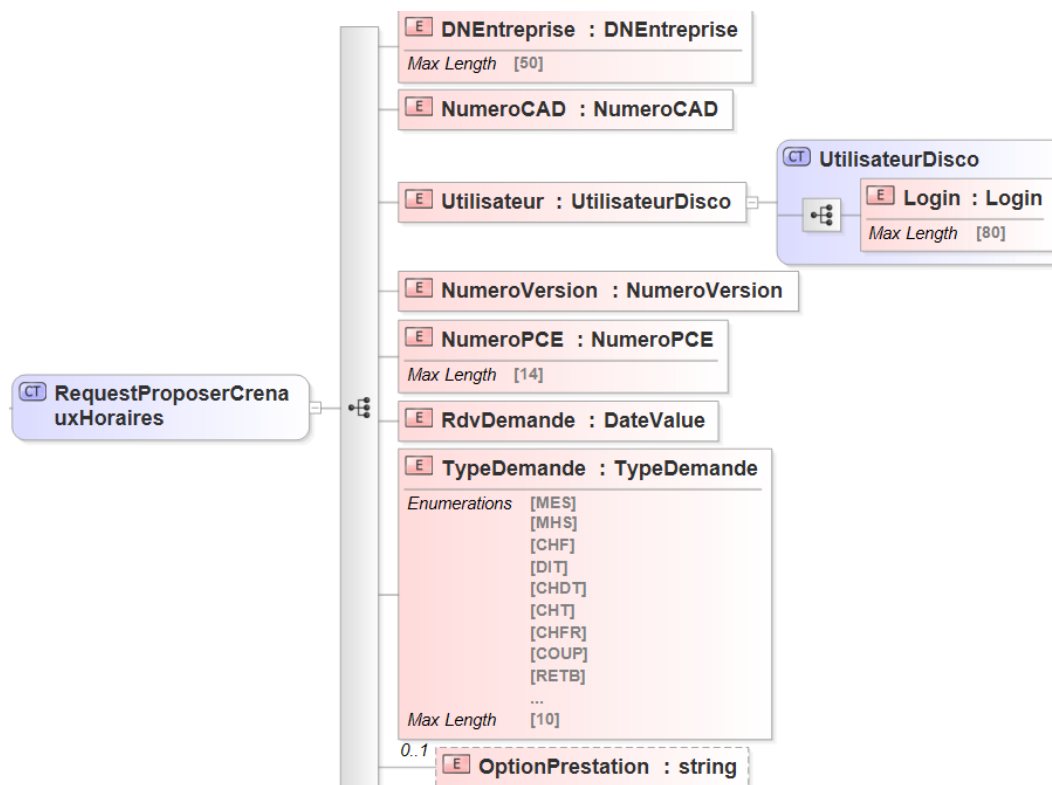 E DNEntreprise : DNEntreprise
Max Length [50]
E NumeroCAD : NumeroCAD
CT UtilisateurDisco
E Utilisateur : UtilisateurDisco
E Login : Login
Max Length [80]
E NumeroVersion : NumeroVersion
E NumeroPCE : NumeroPCE
Max Length [14]
CT RequestProposerCrena
uxHoraires
E RdvDemande : DateValue
E TypeDemande : TypeDemande
Enumerations [MES]
[MHS]
[CHF]
[DIT]
[CHDT]
[CHT]
[CHFR]
[COUP]
[RETB]
...
Max Length [10]
0..1
E OptionPrestation : string